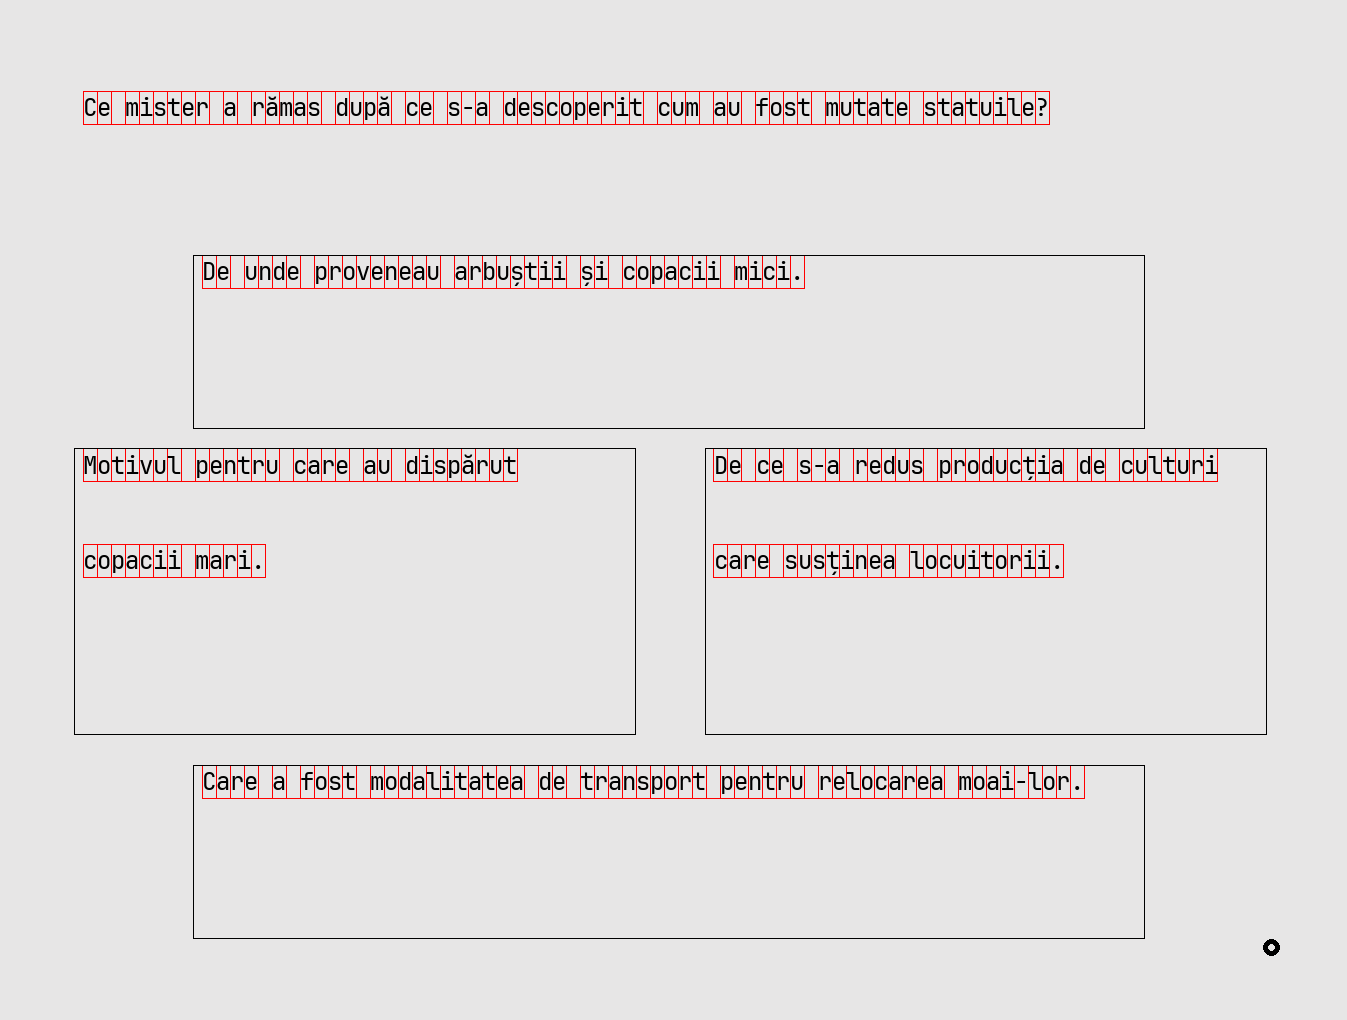 Ce mister a rămas după ce s-a descoperit cum au fost mutate statuile?
De unde proveneau arbuștii și copacii mici.
Motivul pentru care au dispărut
copacii mari.
De ce s-a redus producția de culturi
care susținea locuitorii.
Care a fost modalitatea de transport pentru relocarea moai-lor.